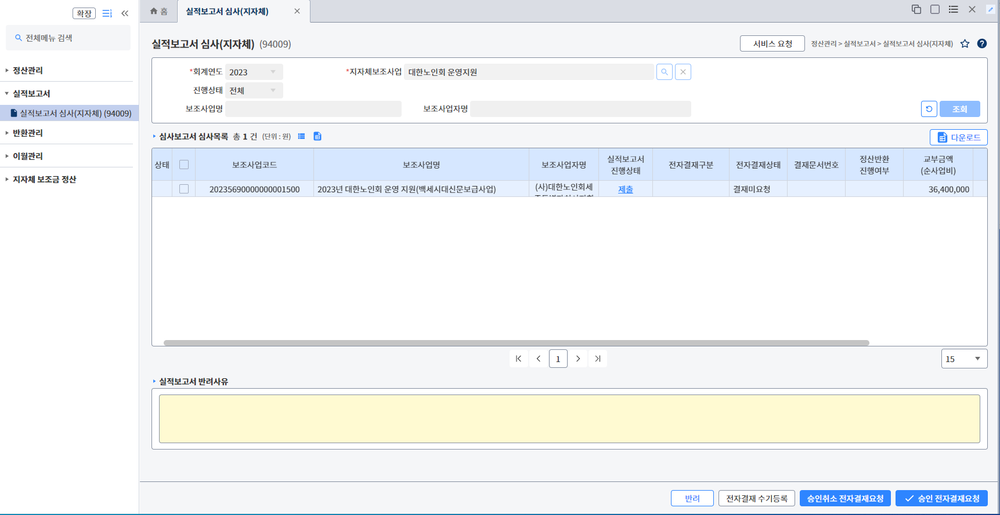 확장
전체메뉴 검색
정산관리
실적보고서
실적보고서 심사(지자체) (94009)
반환관리
이월관리
지자체 보조금 정산
홈
실적보고서 심사(지자체)
실적보고서 심사(지자체) (94009)
서비스 요청
정산관리 > 실적보고서 > 실적보고서 심사(지자체)
*회계연도 2023
*지자체보조사업 대한노인회 운영지원
진행상태 전체
보조사업명
보조사업자명
조회
심사보고서 심사목록 총 1 건 (단위 : 원)
다운로드
상태
보조사업코드
보조사업명
보조사업자명
실적보고서
진행상태
전자결재구분
전자결재상태
결재문서번호
정산반환
진행여부
교부금액
(순사업비)
20235690000000001500
2023년 대한노인회 운영 지원(백세시대신문보급사업)
(사)대한노인회세
제출
결재미요청
36,400,000
1
15
실적보고서 반려사유
반려
전자결재 수기등록
승인취소 전자결재요청
승인 전자결재요청